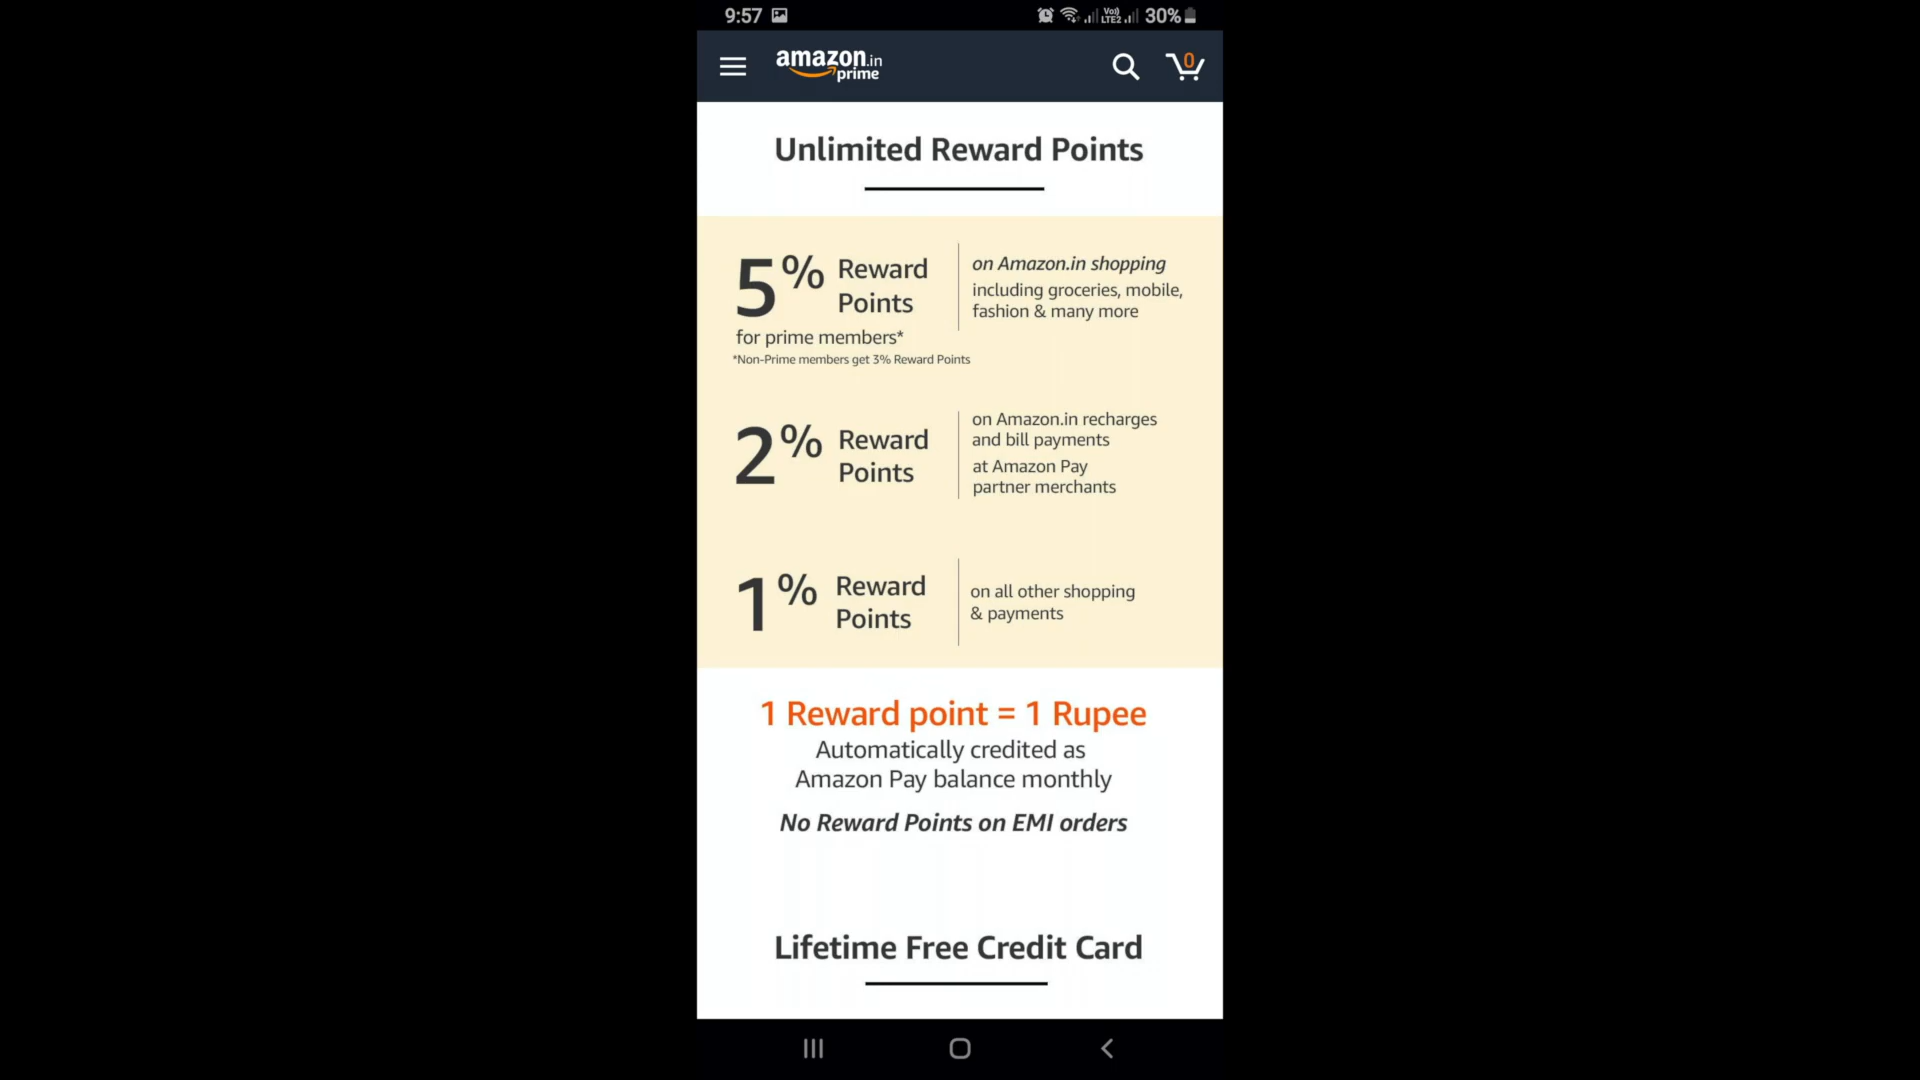 9:57
Vo)) LTE2 30%
amazon.in
prime
0
Unlimited Reward Points
5% Reward Points
for prime members*
*Non-Prime members get 3% Reward Points
on Amazon.in shopping
including groceries, mobile,
fashion & many more
2% Reward Points
on Amazon.in recharges
and bill payments
at Amazon Pay
partner merchants
1% Reward Points
on all other shopping
& payments
1 Reward point = 1 Rupee
Automatically credited as
Amazon Pay balance monthly
No Reward Points on EMI orders
Lifetime Free Credit Card